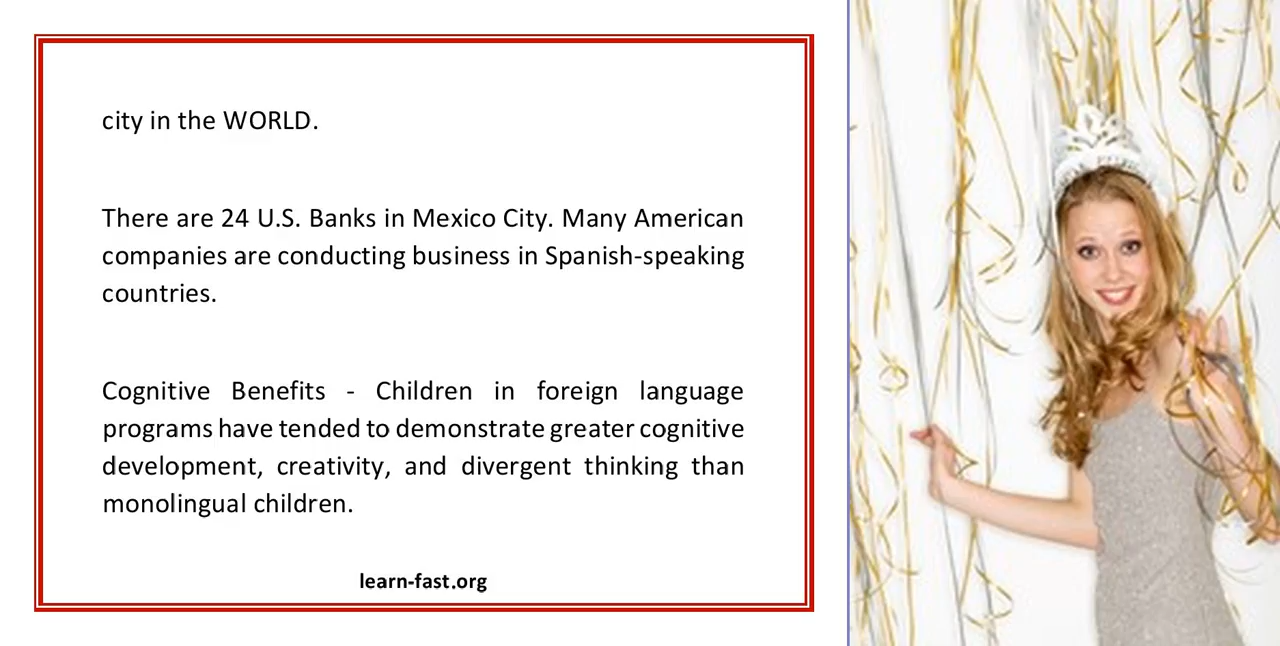 city in the WORLD.
There are 24 U.S. Banks in Mexico City. Many American
companies are conducting business in Spanish-speaking
countries.
Cognitive Benefits - Children in foreign language
programs have tended to demonstrate greater cognitive
development, creativity, and divergent thinking than
monolingual children.
learn-fast.org